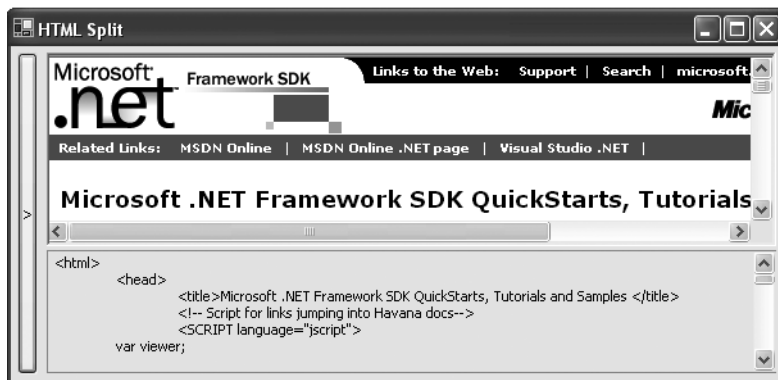 HTML Split
Microsoft
.net
Framework SDK
Links to the Web: Support | Search | microsoft.
Mic
Related Links: MSDN Online | MSDN Online .NET page | Visual Studio .NET |
Microsoft .NET Framework SDK QuickStarts, Tutorials
>
<html>
<head>
<title>Microsoft .NET Framework SDK QuickStarts, Tutorials and Samples </title>
<!-- Script for links jumping into Havana docs-->
<SCRIPT language="jscript">
var viewer;